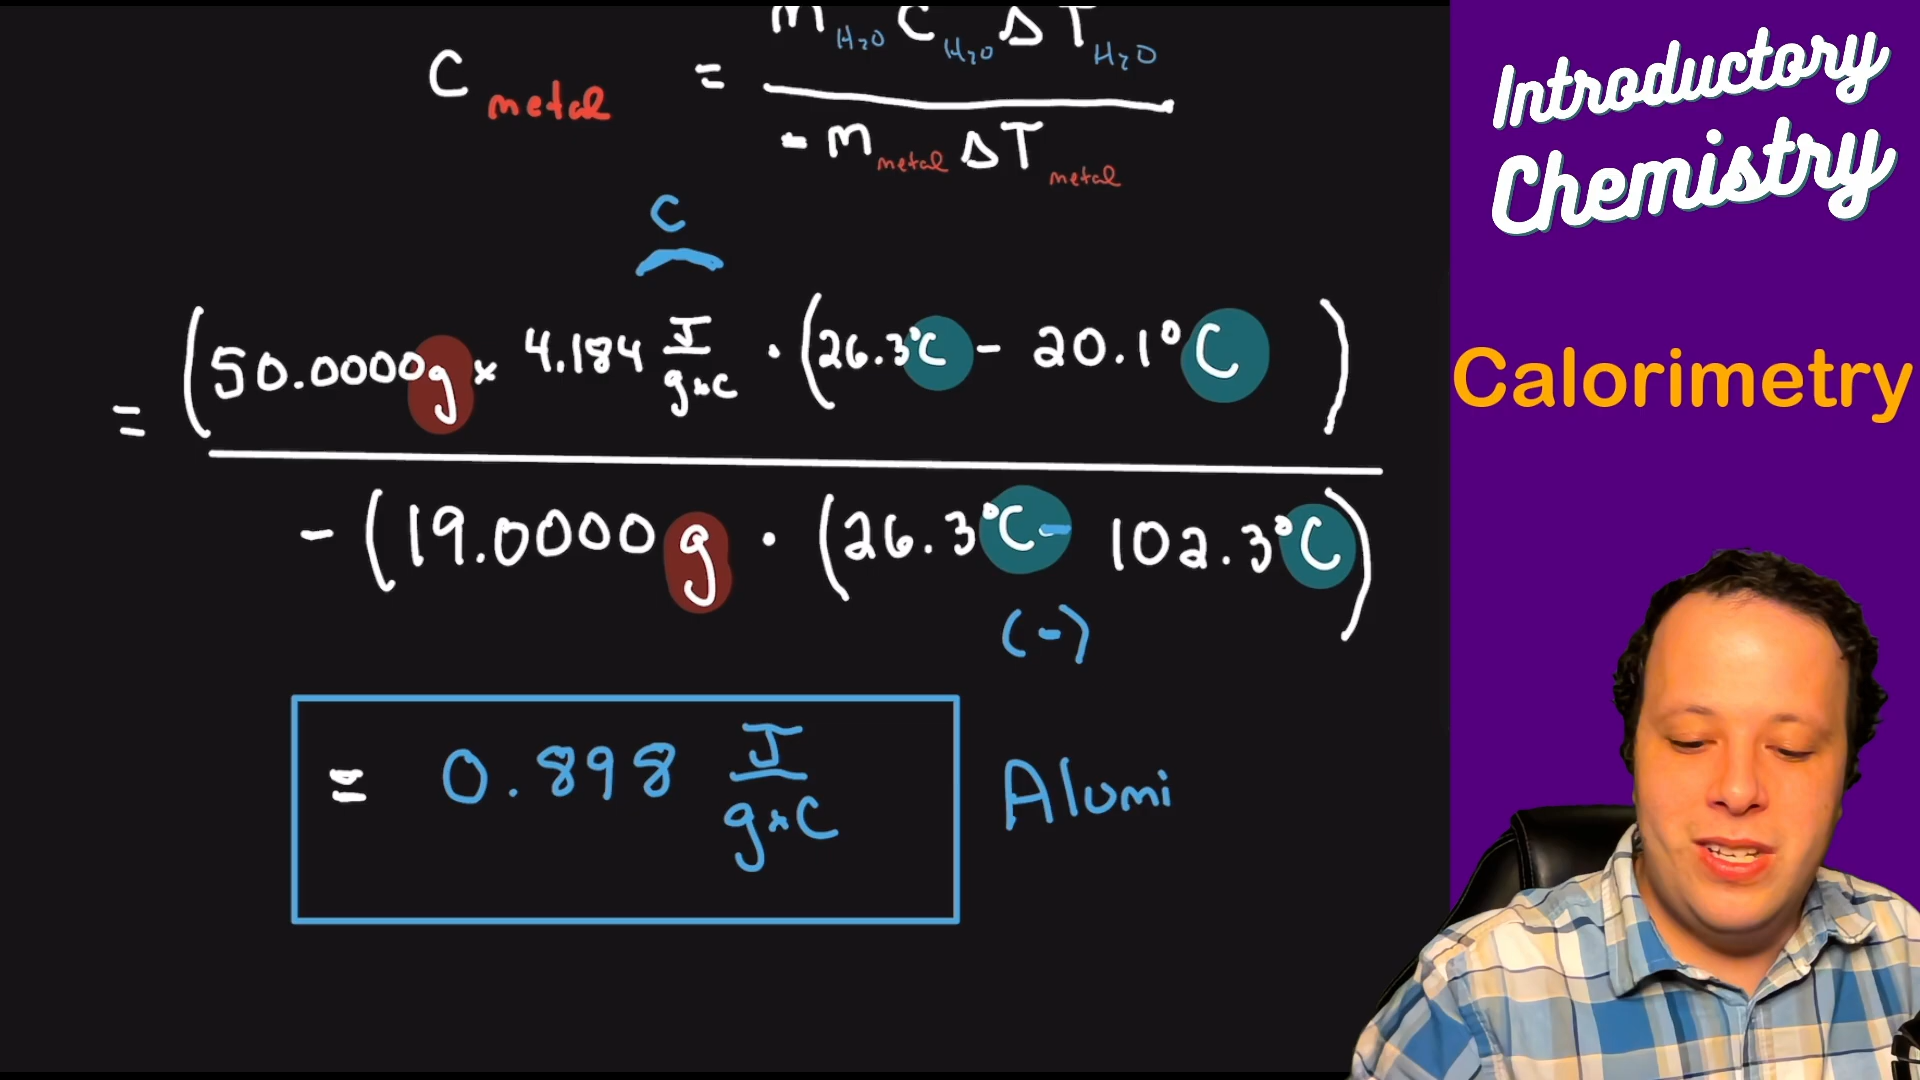 m H₂O C H₂O ΔT H₂O
C metal =
- m metal ΔT metal
C
= (50.0000g × 4.184 J/g×C · (26.3°C - 20.1°C)
-(19.0000 g · (26.3°C - 102.3°C)
(-)
= 0.898 J/g×C Alumi
Introductory
Chemistry
Calorimetry